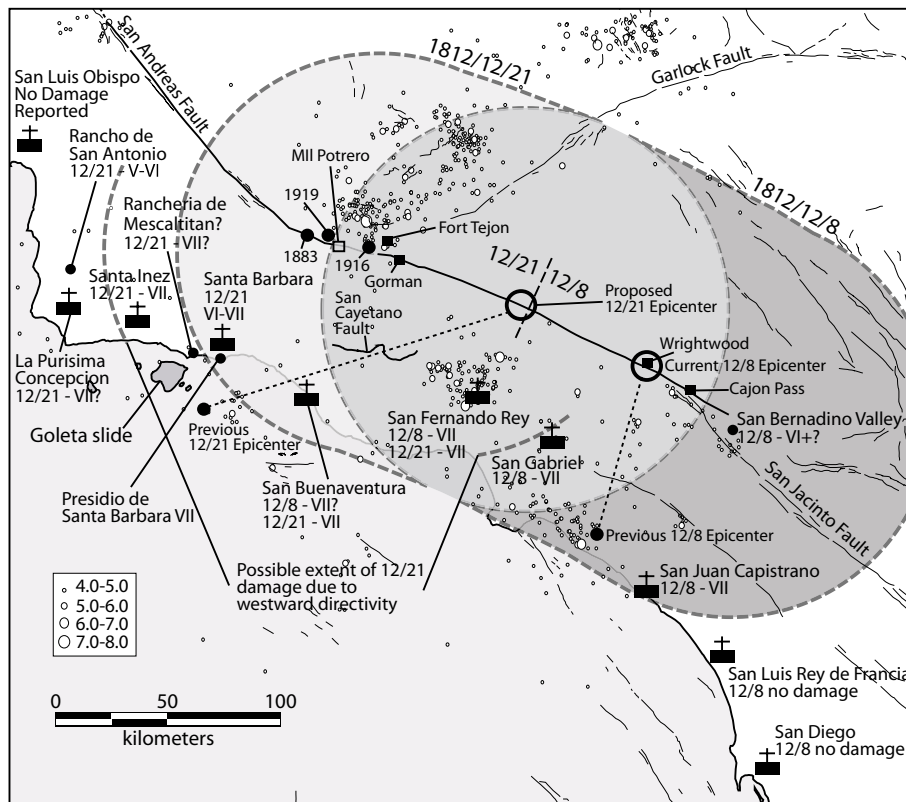 San Andreas Fault
1812/12/21
Garlock Fault
San Luis Obispo
No Damage
Reported
Rancho de
San Antonio
12/21 - V-VI
Mll Potrero
1919
1883
1916
Fort Tejon
Gorman
Rancheria de
Mescaltitan?
12/21 - VII?
1812/12/8
12/21
12/8
Santa Inez
12/21 - VII
Santa Barbara
12/21
VI-VII
San
Cayetano
Fault
Proposed
12/21 Epicenter
Wrightwood
Current 12/8 Epicenter
Cajon Pass
La Purisima
Concepcion
12/21 - VII?
Goleta slide
Previous
12/21 Epicenter
San Fernando Rey
12/8 - VII
12/21 - VII
San Bernadino Valley
12/8 - VI+?
San Gabriel
12/8 - VII
San Jacinto Fault
Presidio de
Santa Barbara VII
San Buenaventura
12/8 - VII?
12/21 - VII
Previous 12/8 Epicenter
Possible extent of 12/21
damage due to
westward directivity
San Juan Capistrano
12/8 - VII
4.0-5.0
5.0-6.0
6.0-7.0
7.0-8.0
San Luis Rey de Francia
12/8 no damage
0 50 100
kilometers
San Diego
12/8 no damage